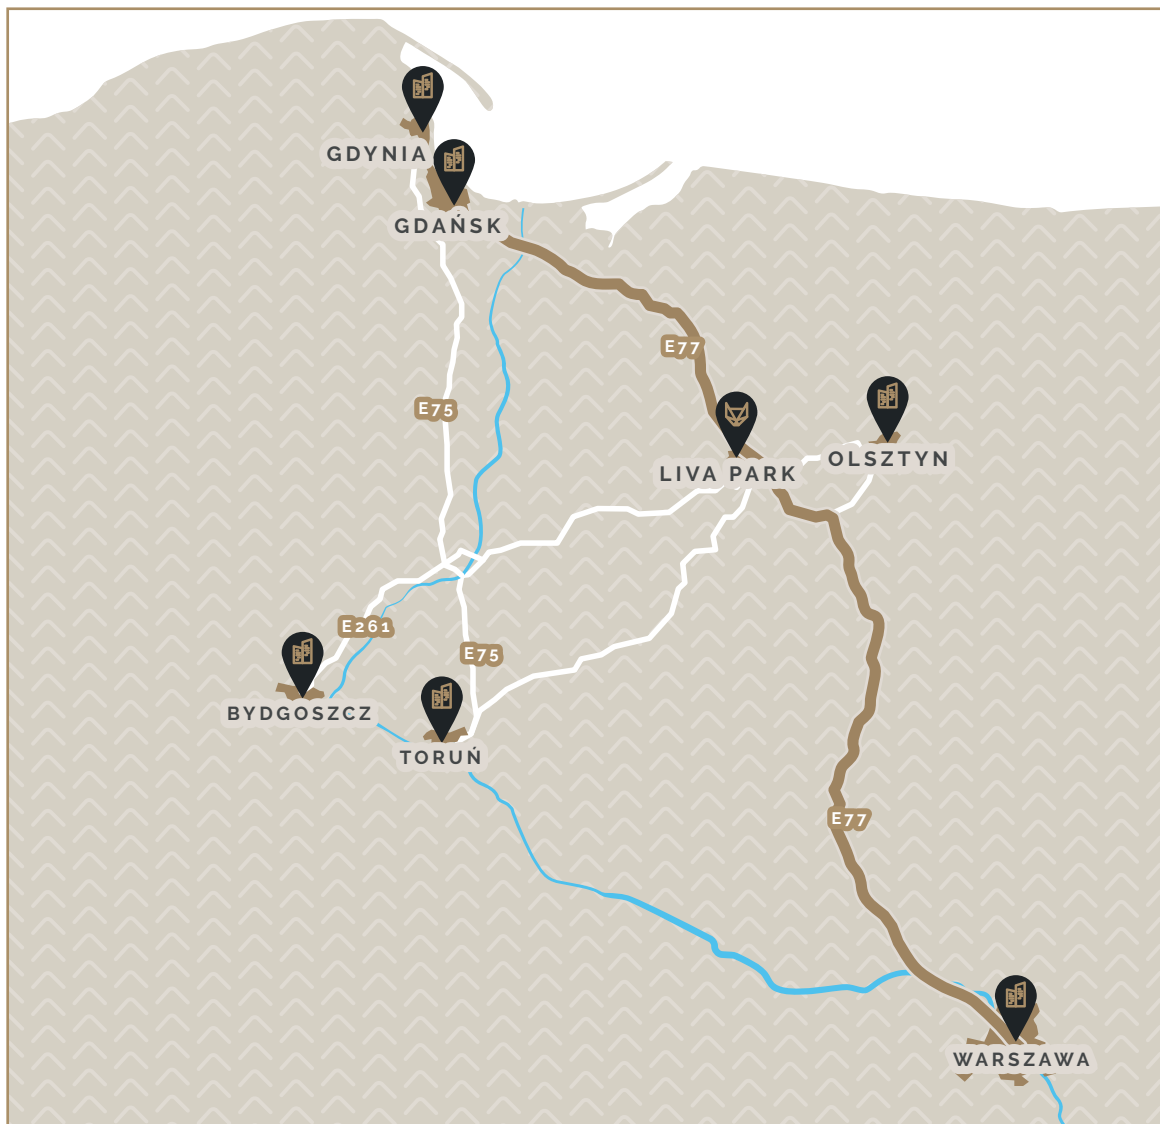 GDYNIA
GDAŃSK
E77
E75
OLSZTYN
LIVA PARK
E261
E75
BYDGOSZCZ
TORUŃ
E77
WARSZAWA